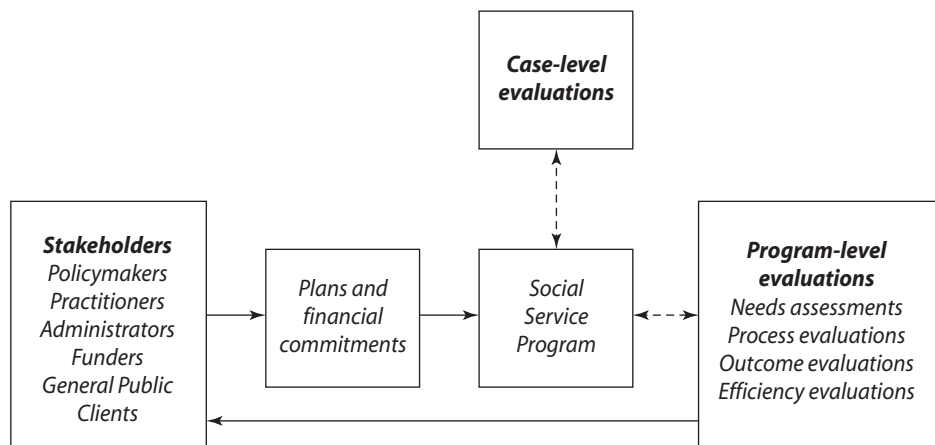 Case-level
evaluations
Stakeholders
Policymakers
Practitioners
Administrators
Funders
General Public
Clients
Plans and
financial
commitments
Social
Service
Program
Program-level
evaluations
Needs assessments
Process evaluations
Outcome evaluations
Efficiency evaluations